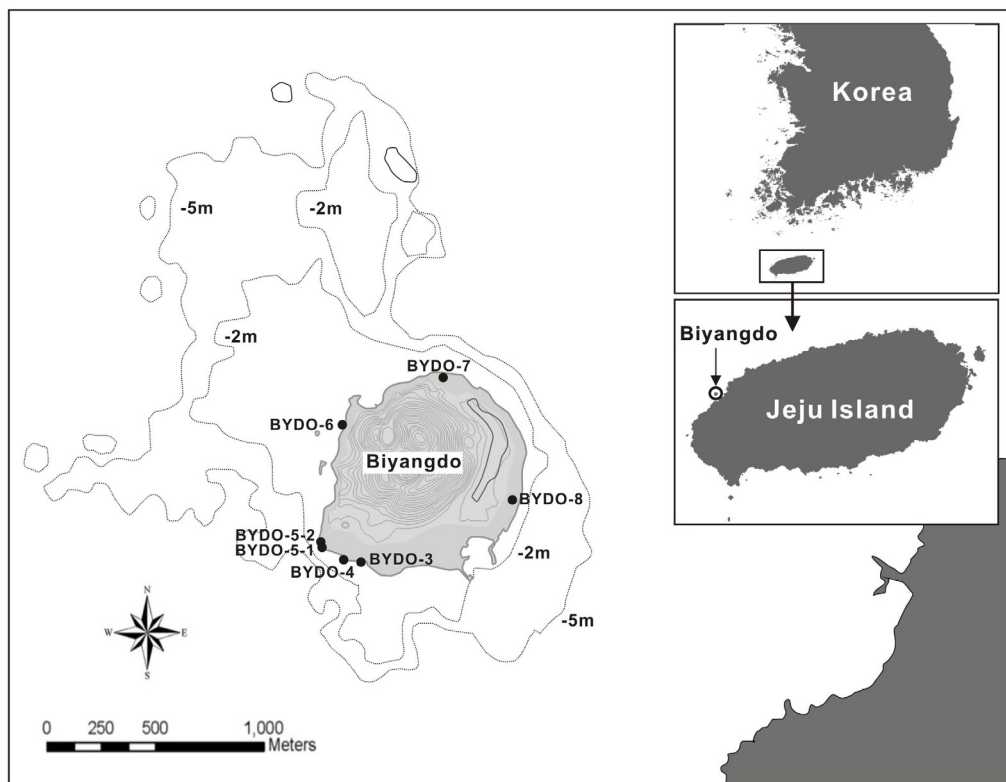 Korea
-5m
-2m
-2m
Biyangdo
Jeju Island
BYDO-7
BYDO-6
Biyangdo
BYDO-8
BYDO-5-2
BYDO-5-1
BYDO-4
BYDO-3
-2m
-5m
N
W
E
S
0 250 500 1,000
Meters